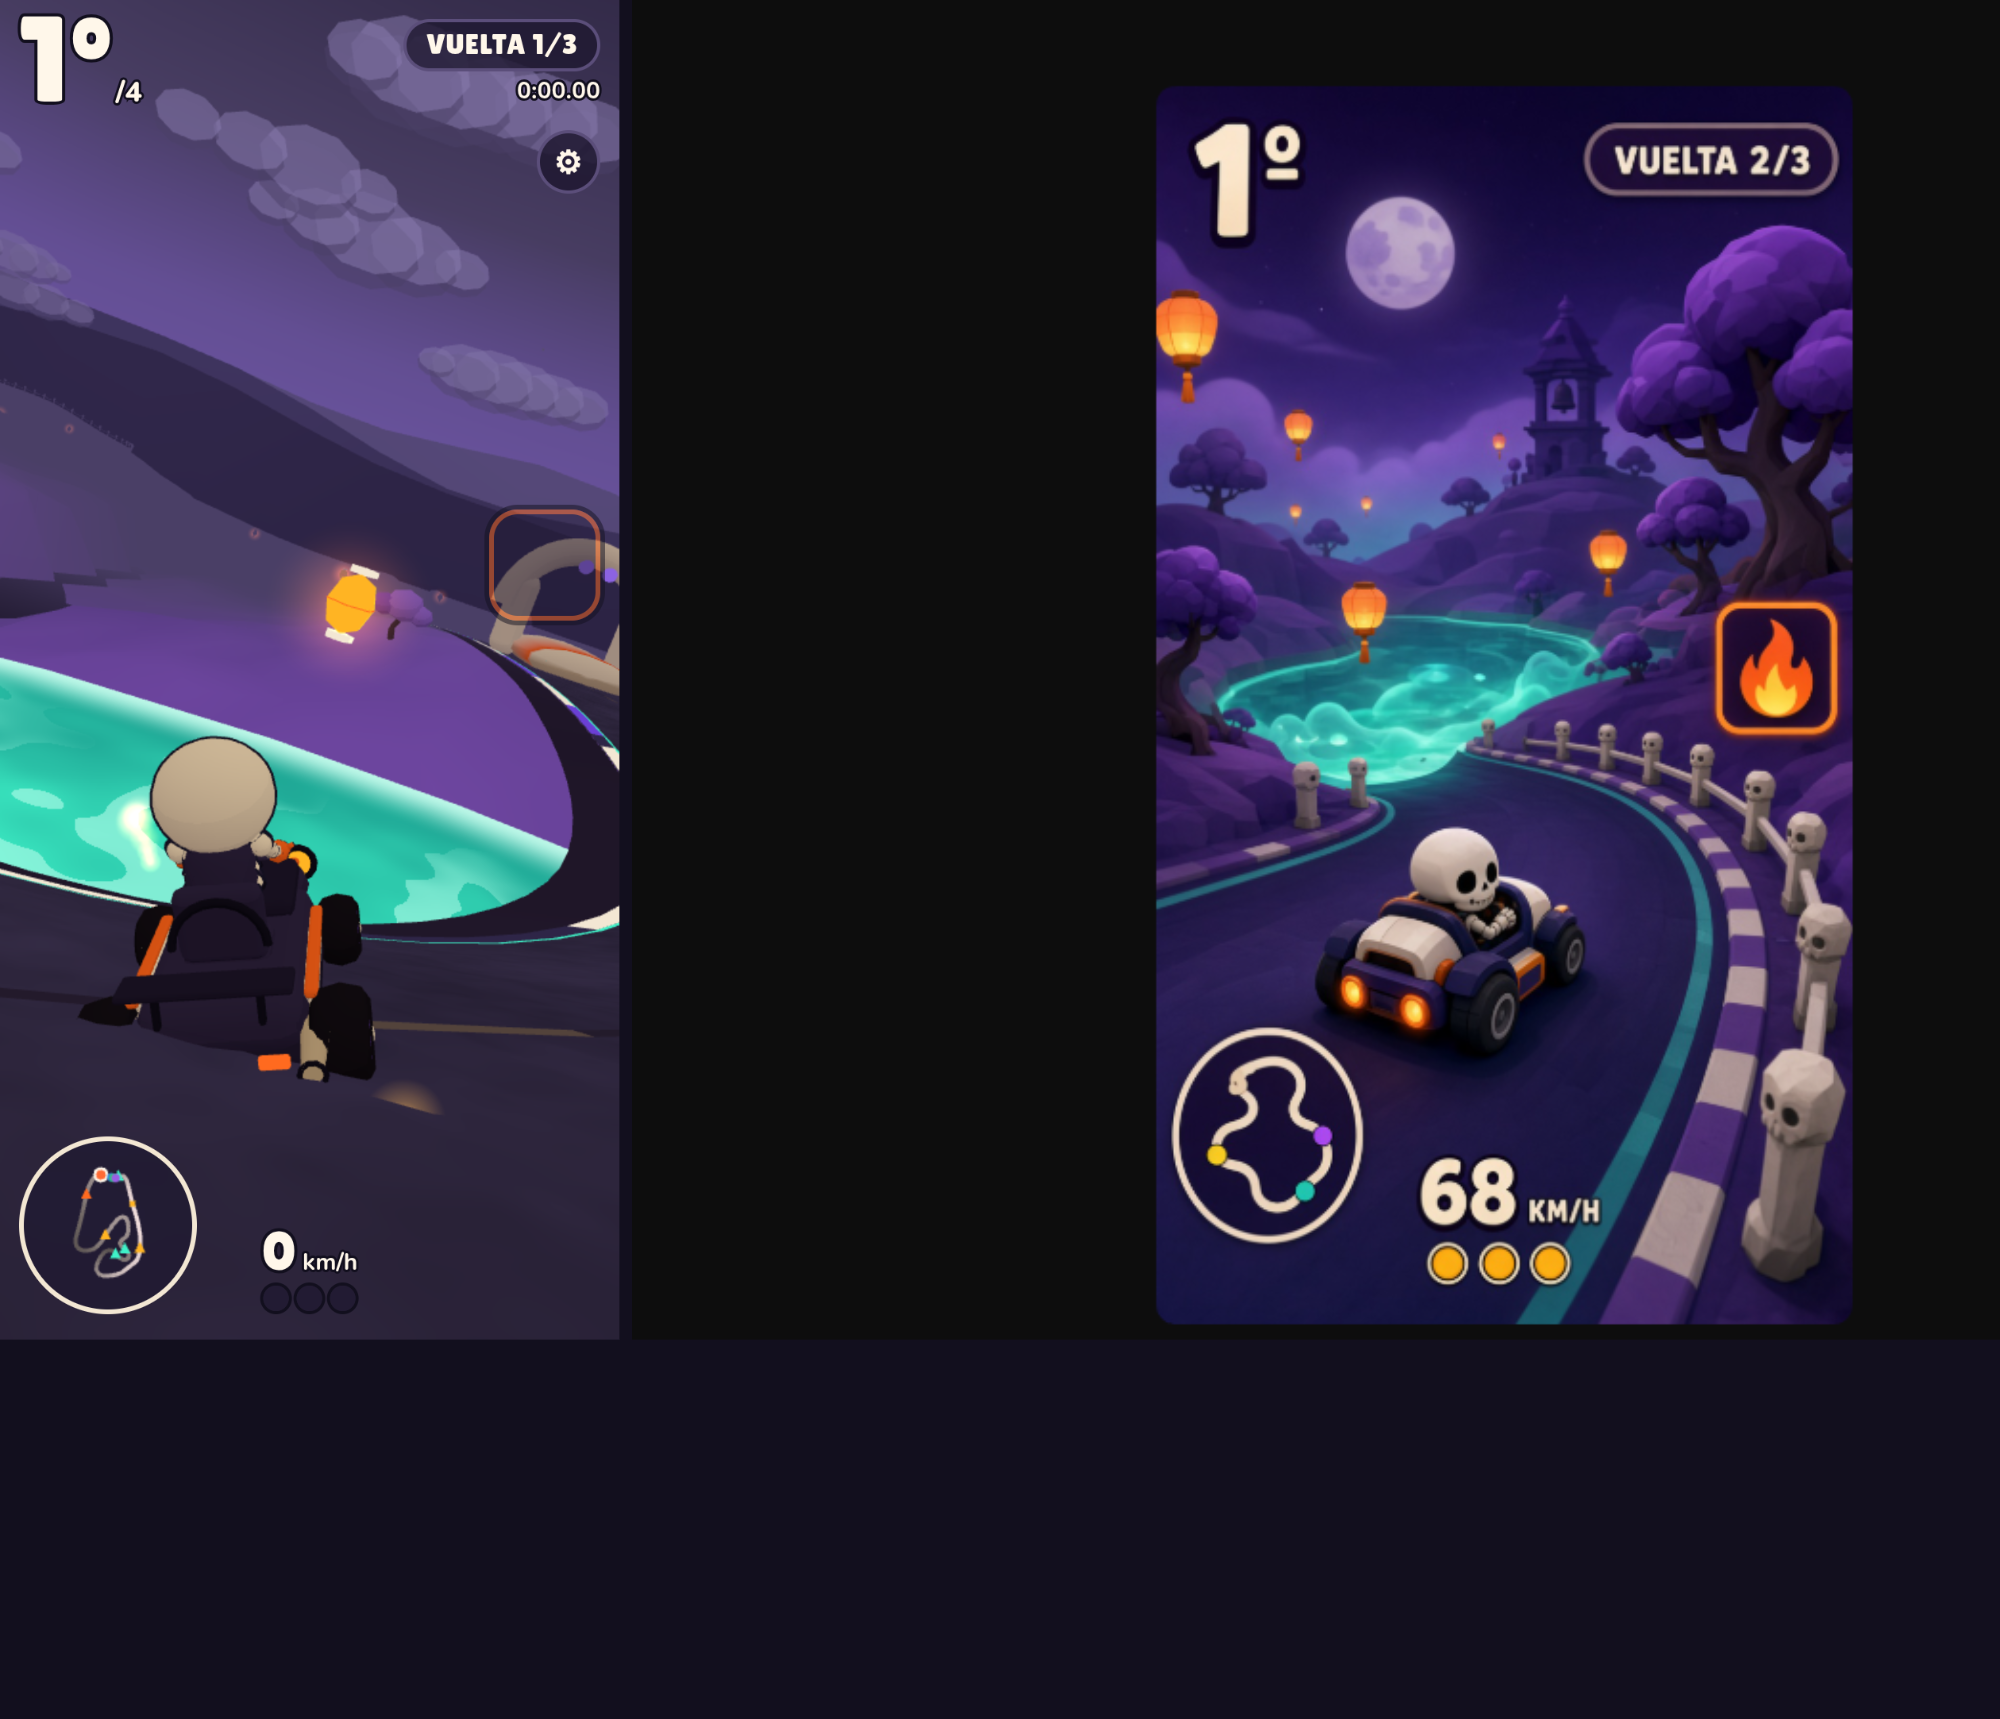 1º
/4
VUELTA 1/3
0:00.00
0 km/h
1º
VUELTA 2/3
68 KM/H